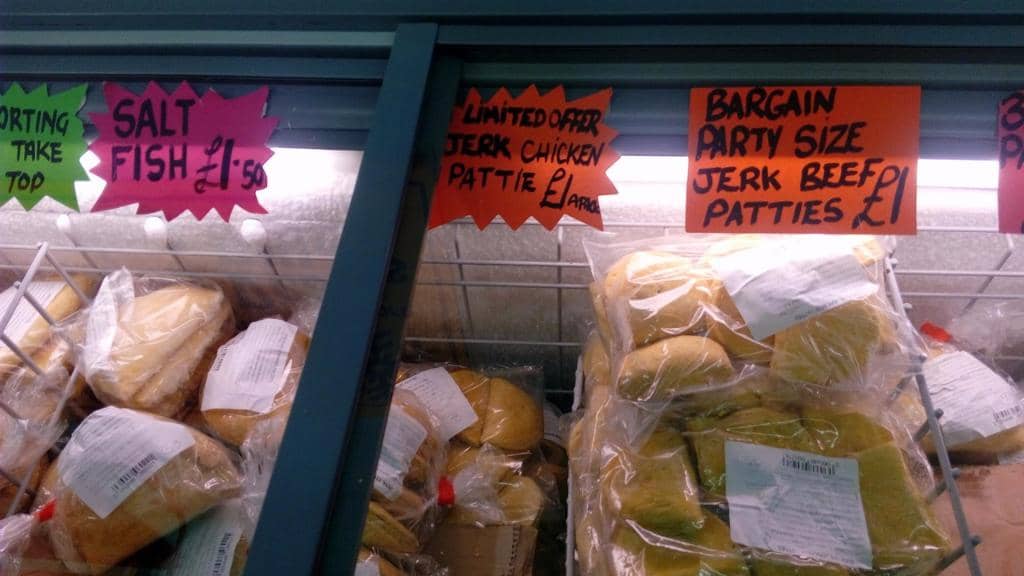 ORTING
TAKE
TOP
SALT
FISH £1.50
LIMITED OFFER
JERK CHICKEN
PATTIE £1
BARGAIN
PARTY SIZE
JERK BEEF
PATTIES £1